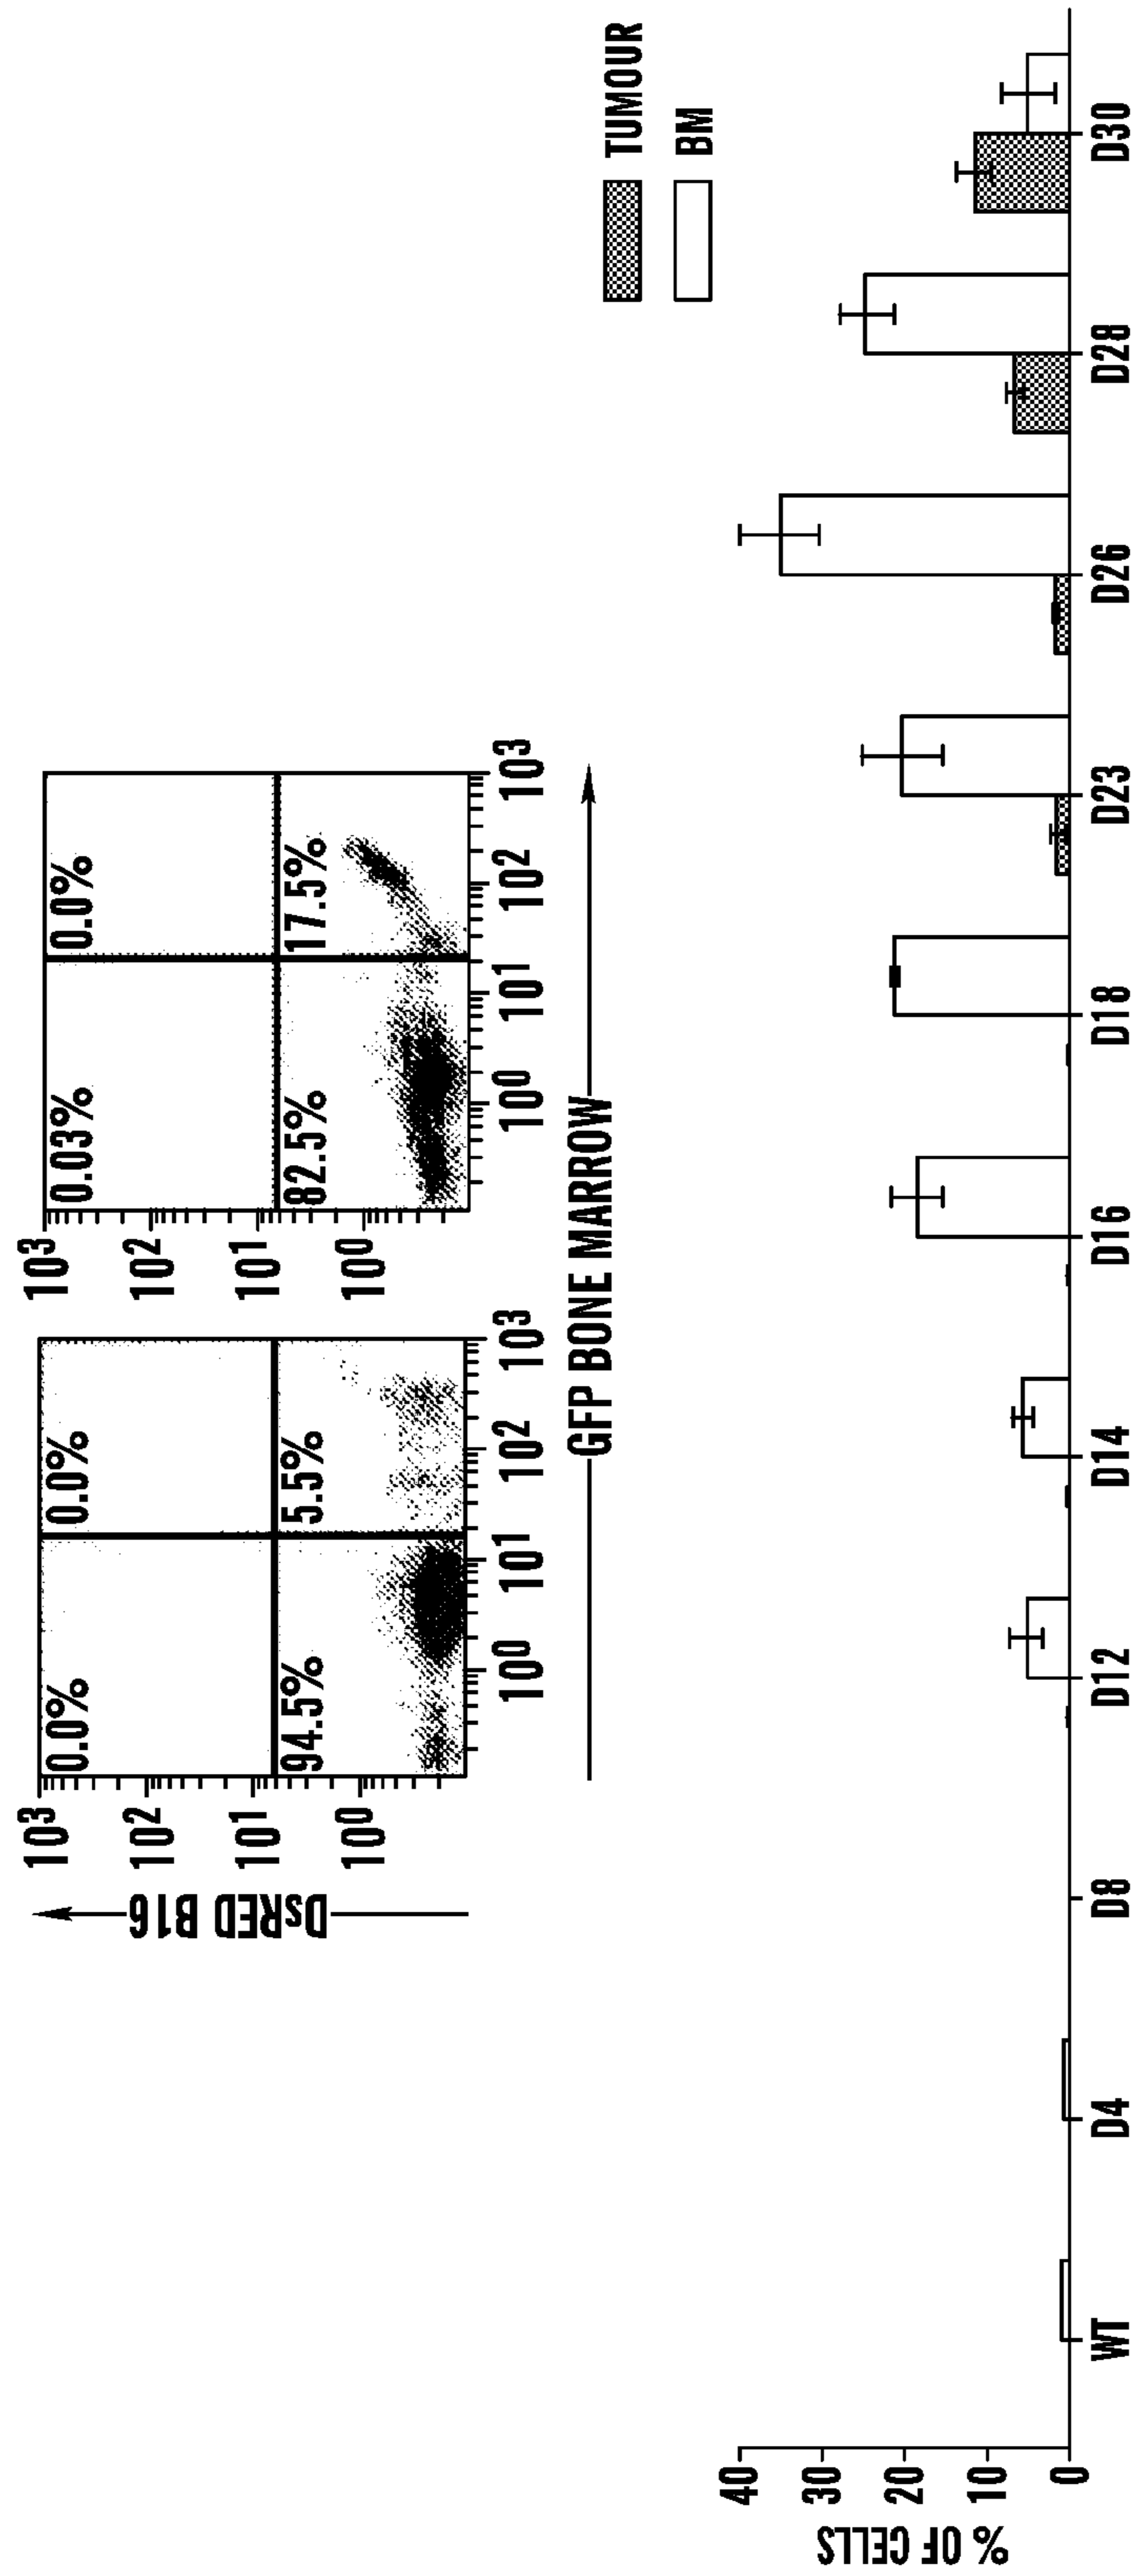 DsRED B16
10³
10²
10¹
10⁰
0.0%
0.0%
94.5%
5.5%
10⁰
10¹
10²
10³
10³
10²
10¹
10⁰
0.03%
0.0%
82.5%
17.5%
10⁰
10¹
10²
10³
GFP BONE MARROW
TUMOUR
BM
% OF CELLS
40
30
20
10
0
WT
D4
D8
D12
D14
D16
D18
D23
D26
D28
D30